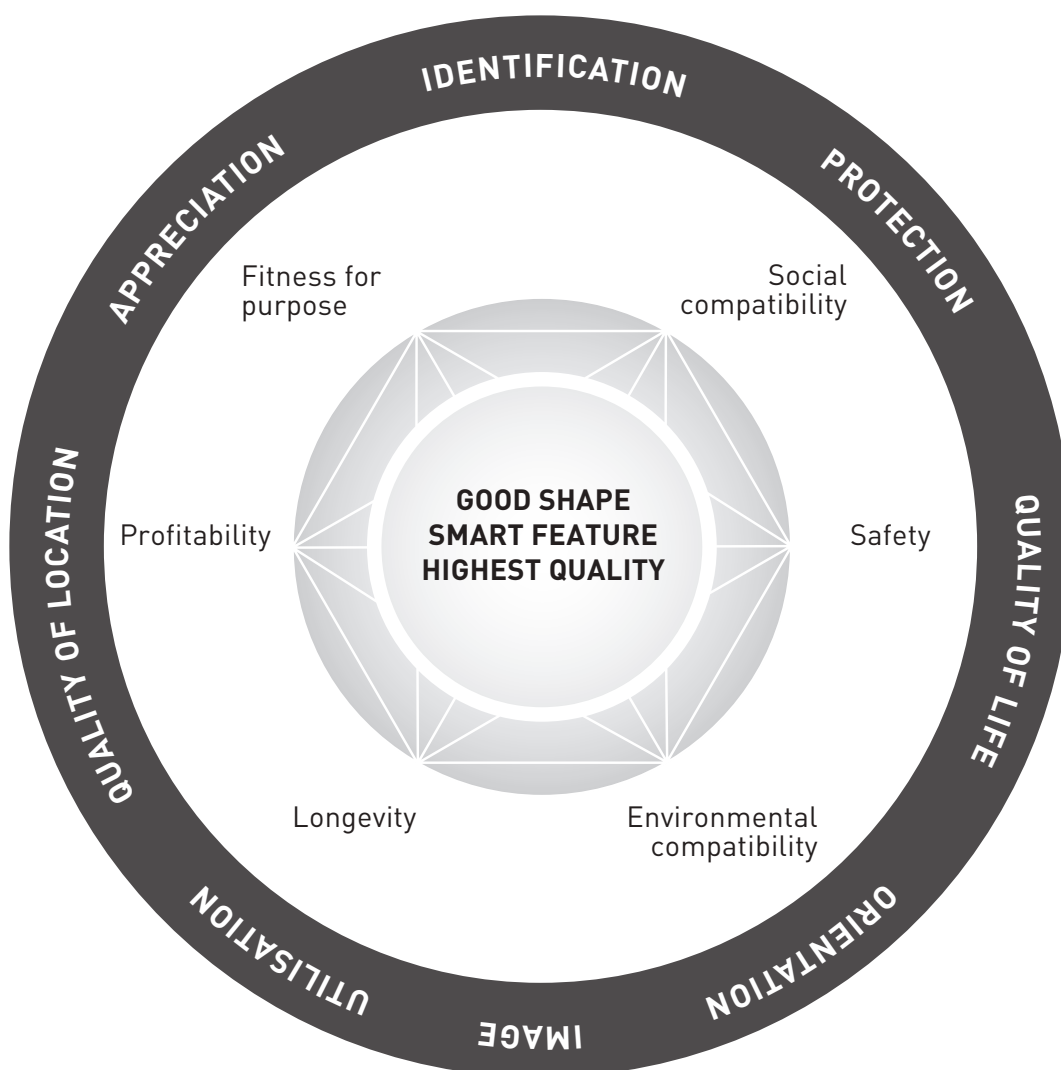 IDENTIFICATION
PROTECTION
QUALITY OF LIFE
ORIENTATION
IMAGE
UTILISATION
QUALITY OF LOCATION
APPRECIATION
Fitness for
purpose
Social
compatibility
Profitability
GOOD SHAPE
SMART FEATURE
HIGHEST QUALITY
Safety
Longevity
Environmental
compatibility